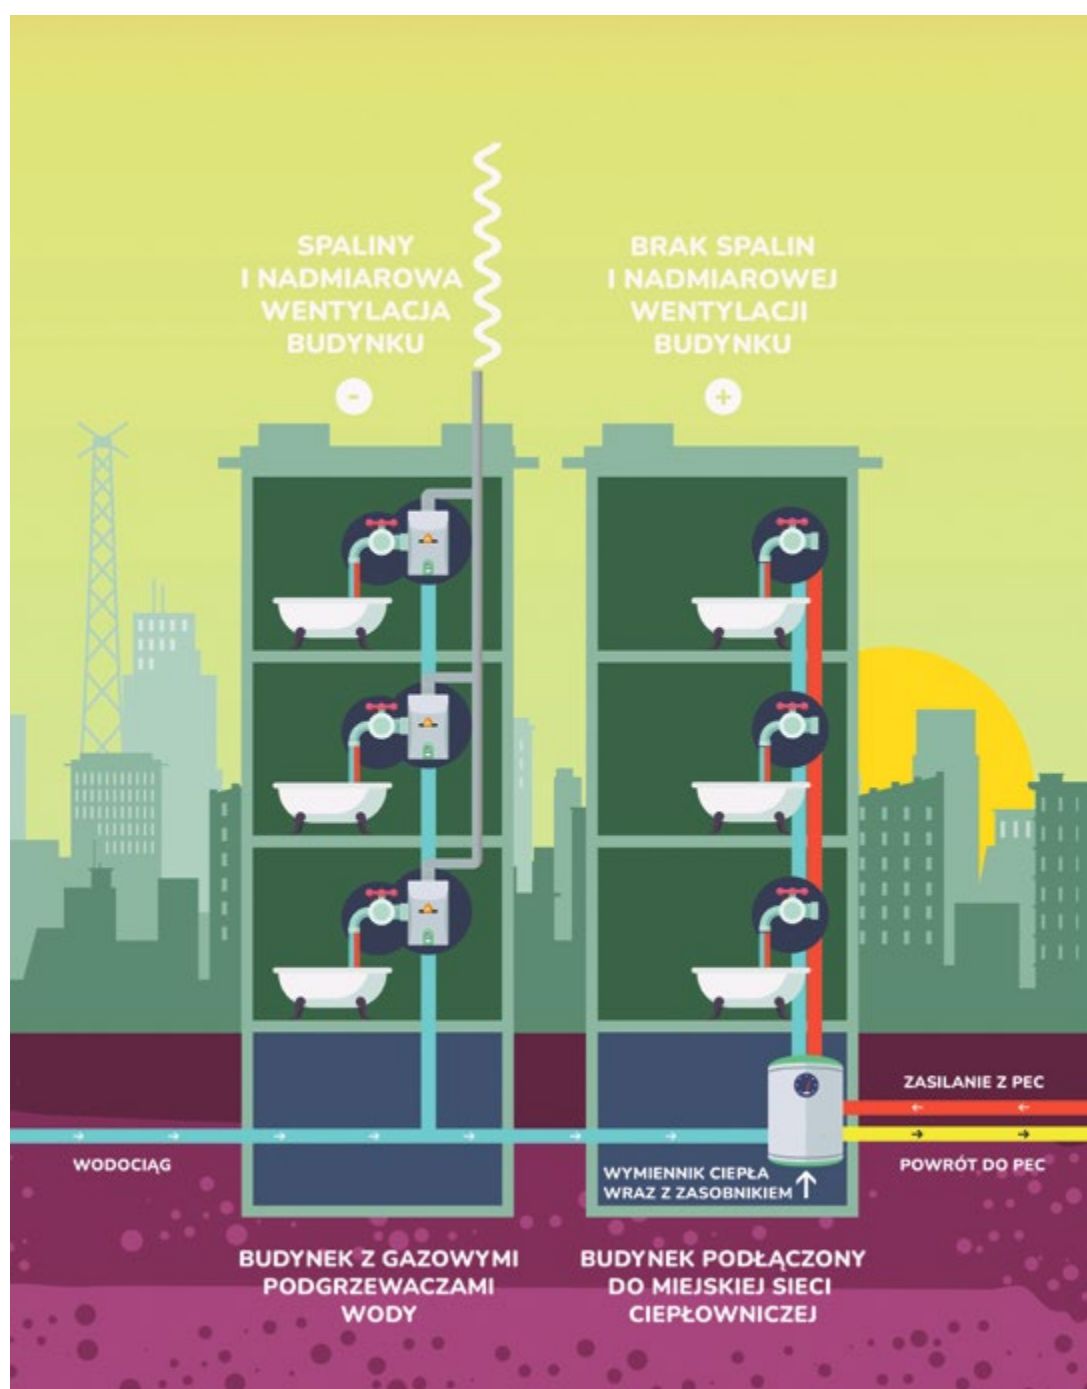 SPALINY
I NADMIAROWA
WENTYLACJA
BUDYNKU
-
BRAK SPALIN
I NADMIAROWEJ
WENTYLACJI
BUDYNKU
+
ZASILANIE Z PEC
WODOCIĄG
POWRÓT DO PEC
WYMIENNIK CIEPŁA
WRAZ Z ZASOBNIKIEM
BUDYNEK Z GAZOWYMI
PODGRZEWACZAMI
WODY
BUDYNEK PODŁĄCZONY
DO MIEJSKIEJ SIECI
CIEPŁOWNICZEJ